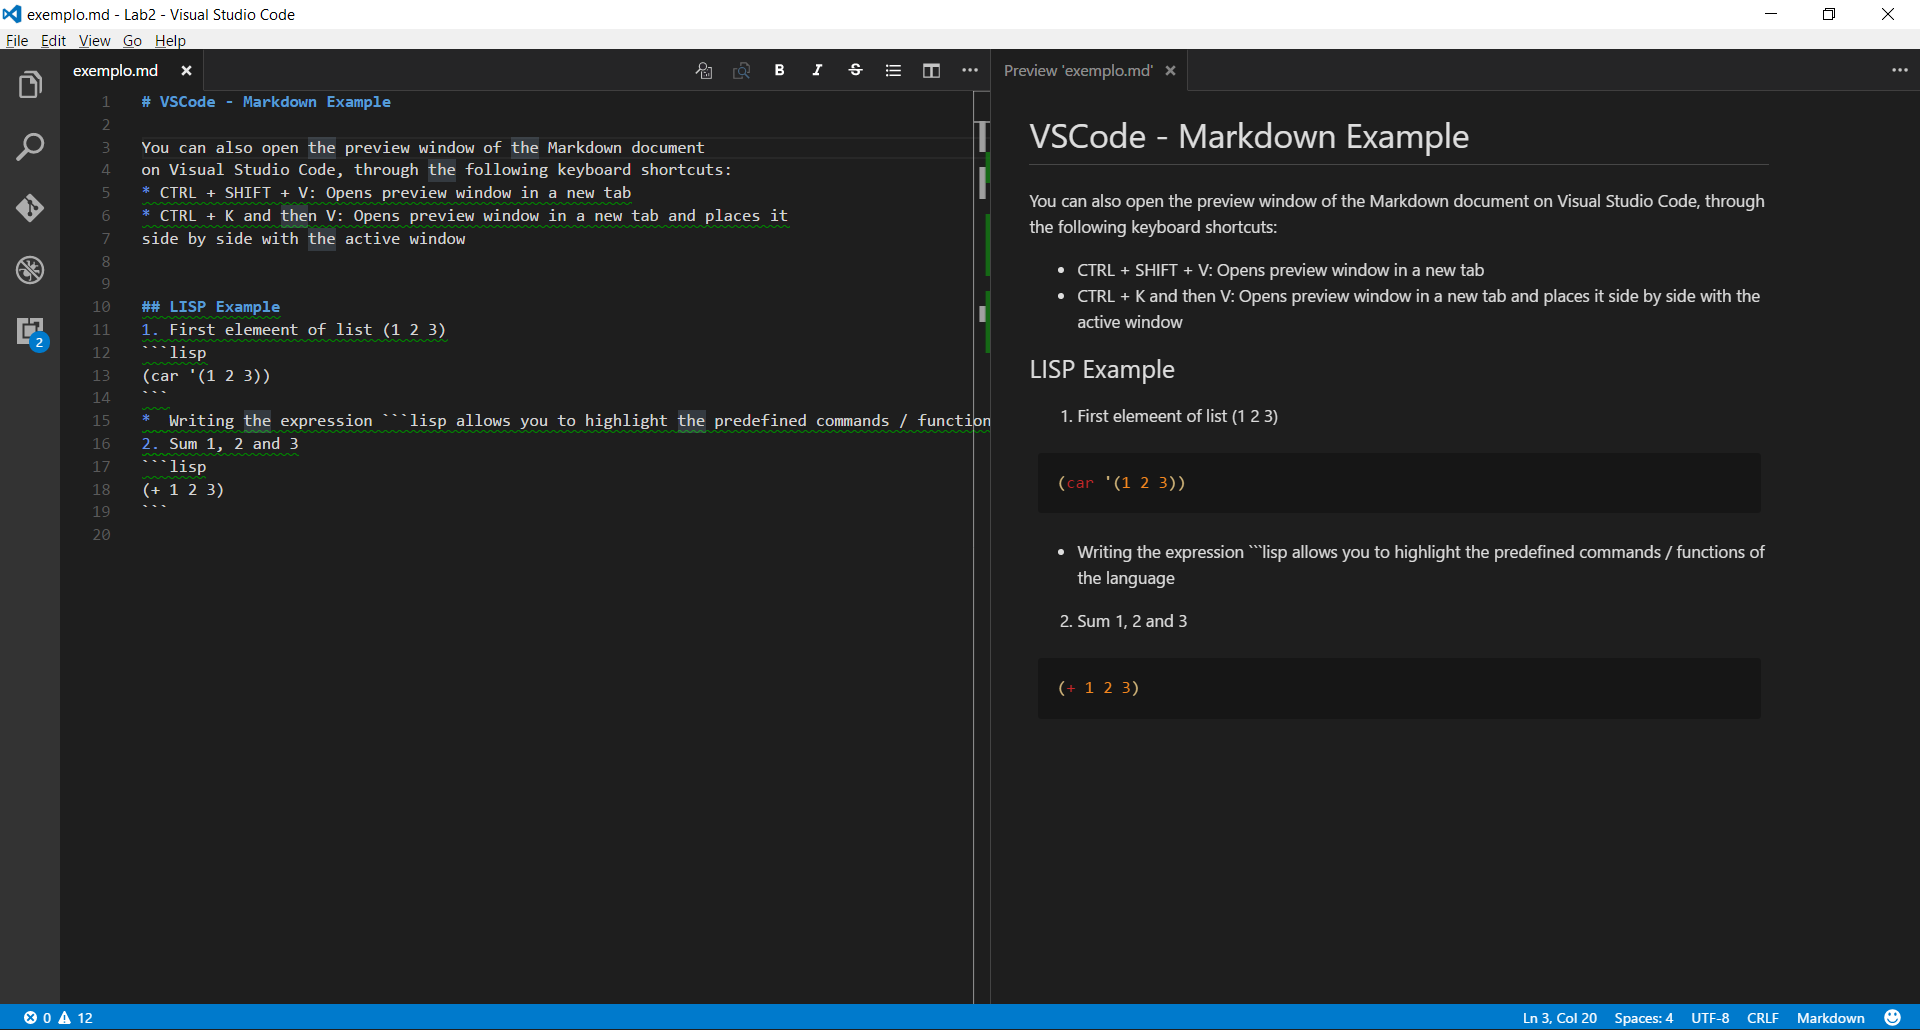 exemplo.md - Lab2 - Visual Studio Code
File Edit View Go Help
exemplo.md
1 # VSCode - Markdown Example
2
3 You can also open the preview window of the Markdown document
4 on Visual Studio Code, through the following keyboard shortcuts:
5 * CTRL + SHIFT + V: Opens preview window in a new tab
6 * CTRL + K and then V: Opens preview window in a new tab and places it
7 side by side with the active window
8
9
10 ## LISP Example
11 1. First elemeent of list (1 2 3)
12 ```lisp
13 (car '(1 2 3))
14 ```
15 *  Writing the expression ```lisp allows you to highlight the predefined commands / function
16 2. Sum 1, 2 and 3
17 ```lisp
18 (+ 1 2 3)
19 ```
20
Preview 'exemplo.md'
VSCode - Markdown Example
You can also open the preview window of the Markdown document on Visual Studio Code, through
the following keyboard shortcuts:
• CTRL + SHIFT + V: Opens preview window in a new tab
• CTRL + K and then V: Opens preview window in a new tab and places it side by side with the
active window
LISP Example
1. First elemeent of list (1 2 3)
(car '(1 2 3))
• Writing the expression ```lisp allows you to highlight the predefined commands / functions of
the language
2. Sum 1, 2 and 3
(+ 1 2 3)
2
0 12
Ln 3, Col 20 Spaces: 4 UTF-8 CRLF Markdown